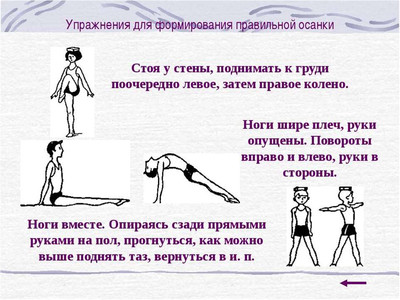 Упражнения для формирования правильной осанки
Стоя у стены, поднимать к груди
поочередно левое, затем правое колено.
Ноги шире плеч, руки
опущены. Повороты
вправо и влево, руки в
стороны.
Ноги вместе. Опираясь сзади прямыми
руками на пол, прогнуться, как можно
выше поднять таз, вернуться в и. п.